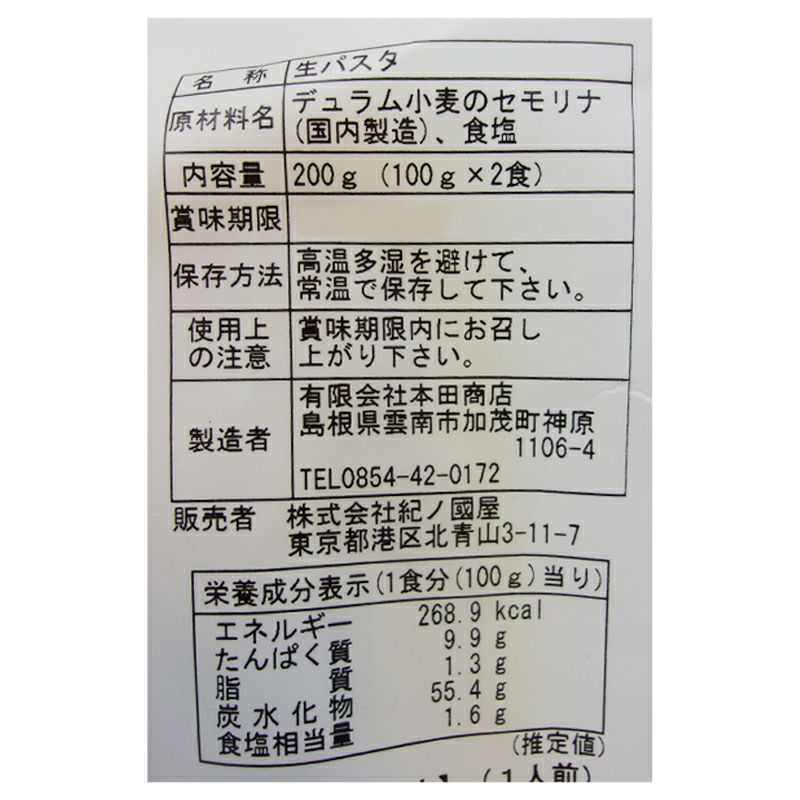 名 称 生パスタ
原材料名 デュラム小麦のセモリナ
(国内製造)、食塩
内容量 200g (100g×2食)
賞味期限
保存方法 高温多湿を避けて、
常温で保存して下さい。
使用上
の注意 賞味期限内にお召し
上がり下さい。
製造者 有限会社本田商店
島根県雲南市加茂町神原
1106-4
TEL0854-42-0172
販売者 株式会社紀ノ國屋
東京都港区北青山3-11-7
栄養成分表示(1食分(100g)当り)
エネルギー 268.9 kcal
たんぱく質 9.9 g
脂 質 1.3 g
炭水化物 55.4 g
食塩相当量 1.6 g
(推定値)
(1人前)